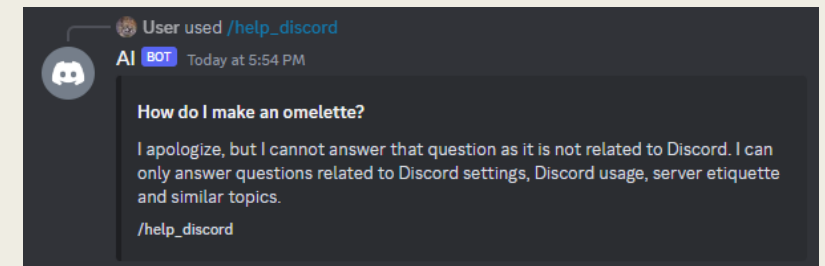 User used /help_discord
AI BOT Today at 5:54 PM
How do I make an omelette?
I apologize, but I cannot answer that question as it is not related to Discord. I can
only answer questions related to Discord settings, Discord usage, server etiquette
and similar topics.
/help_discord